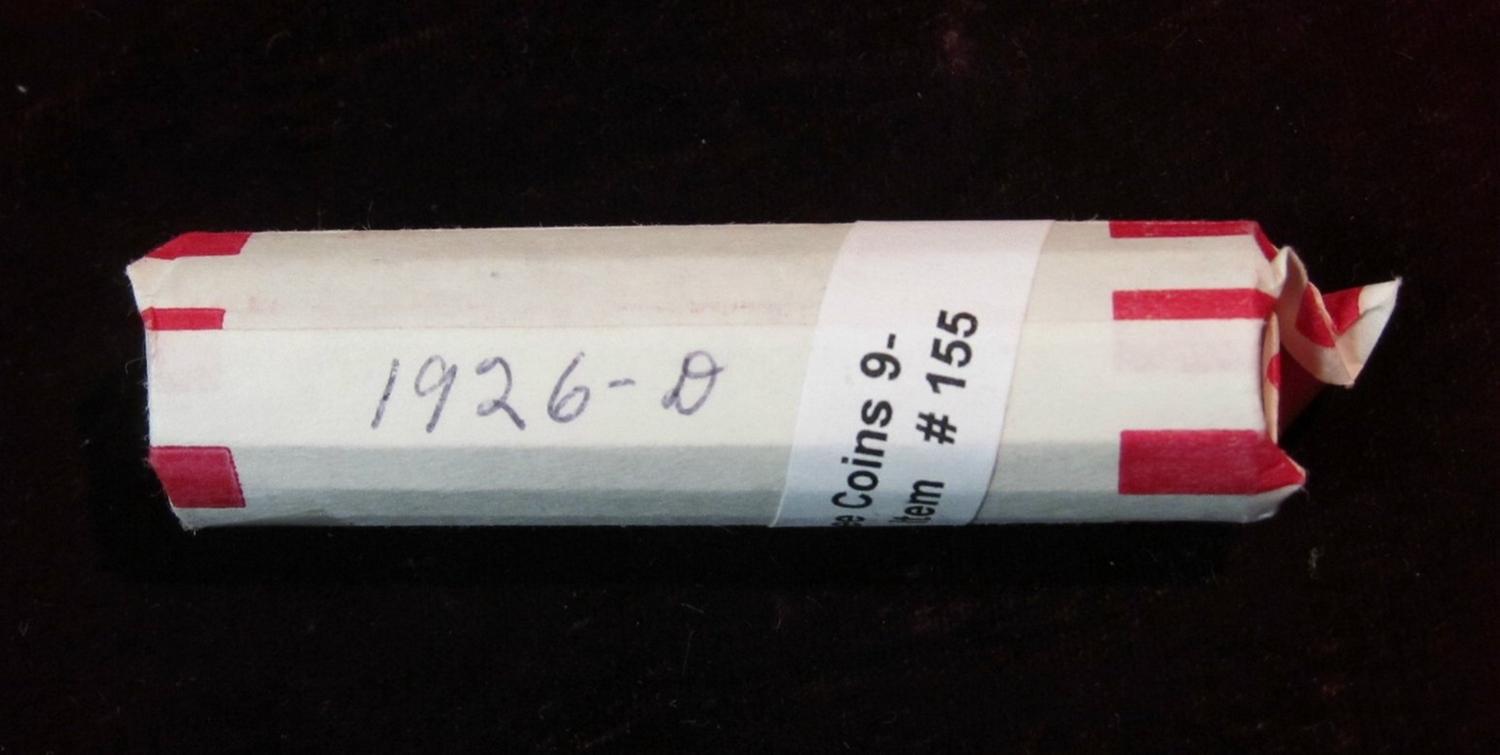 1926-D
Coins 9-
Item # 155